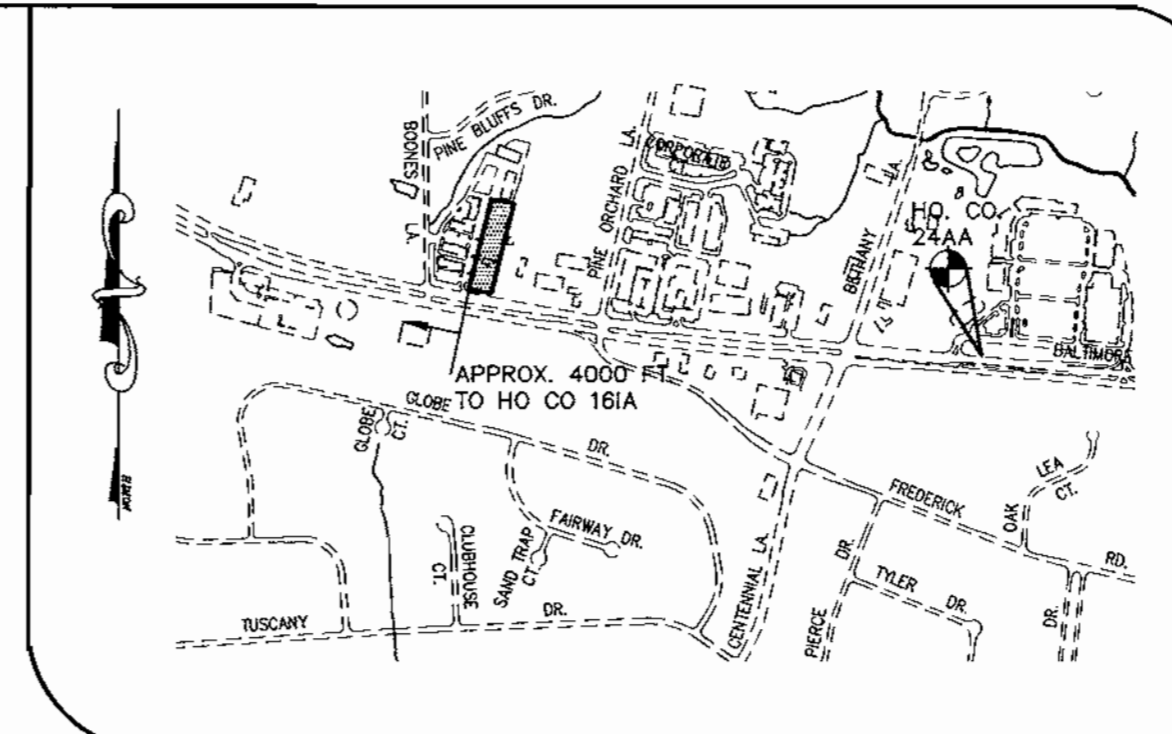 BOONES
LA.
PINE BLUFFS DR.
PINE ORCHARD
LA.
CORPORATE
BETHANY
LA.
HO. CO.
24AA
BALTIMORE
APPROX. 4000 FT.
TO HO CO 16IA
GLOBE
DR.
GLOBE
CT.
CLUBHOUSE
CT.
SAND TRAP
CT.
FAIRWAY DR.
TUSCANY
DR.
CENTENNIAL LA.
FREDERICK
RD.
OAK
LEA
CT.
PIERCE
DR.
TYLER
DR.
DR.